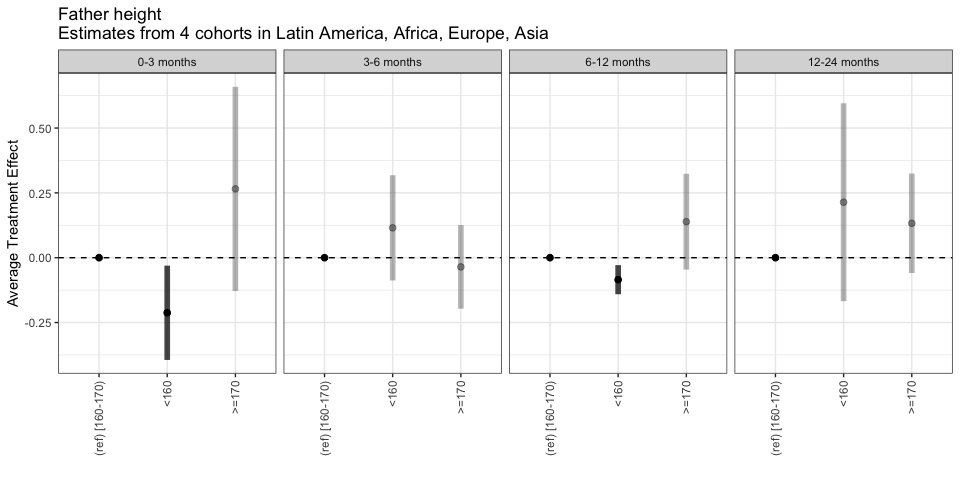 Father height
Estimates from 4 cohorts in Latin America, Africa, Europe, Asia
0-3 months
3-6 months
6-12 months
12-24 months
Average Treatment Effect
0.50
0.25
0.00
-0.25
(ref) [160-170)
<160
>=170
(ref) [160-170)
<160
>=170
(ref) [160-170)
<160
>=170
(ref) [160-170)
<160
>=170